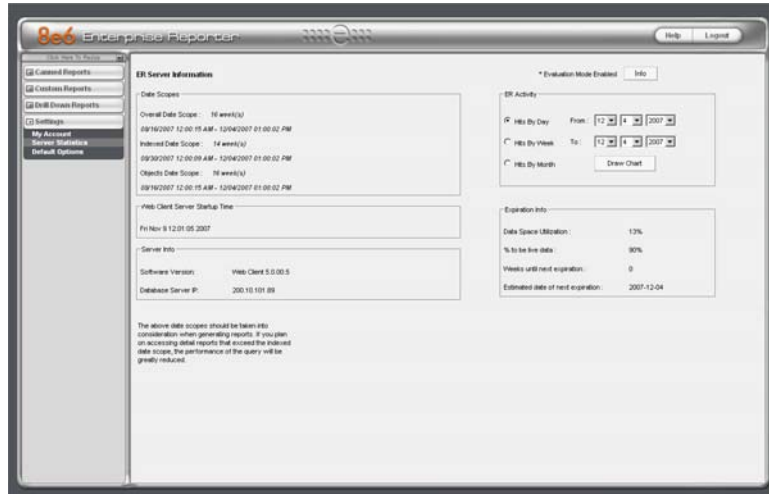 8e6 Enterprise Reporter
Help
Logout
Click Here To Pause
Canned Reports
Custom Reports
Drill Down Reports
Settings
My Account
Server Statistics
Default Options
ER Server Information
* Evaluation Mode Enabled
Info
Date Scopes
Overall Date Scope : 16 week(s)
08/16/2007 12:00:15 AM - 12/04/2007 01:00:02 PM
Indexed Date Scope : 14 week(s)
08/30/2007 12:00:09 AM - 12/04/2007 01:00:02 PM
Objects Date Scope : 16 week(s)
08/16/2007 12:00:15 AM - 12/04/2007 01:00:02 PM
Web Client Server Startup Time
Fri Nov 9 12:01:05 2007
Server Info
Software Version: Web Client 5.0.00.5
Database Server IP: 200.10.101.89
The above date scopes should be taken into
consideration when generating reports. If you plan
on accessing detail reports that exceed the indexed
date scope, the performance of the query will be
greatly reduced.
ER Activity
Hits By Day From : 12 4 2007
Hits By Week To : 12 4 2007
Hits By Month Draw Chart
Expiration Info
Data Space Utilization : 13%
% to be live data : 90%
Weeks until next expiration : 0
Estimated date of next expiration : 2007-12-04